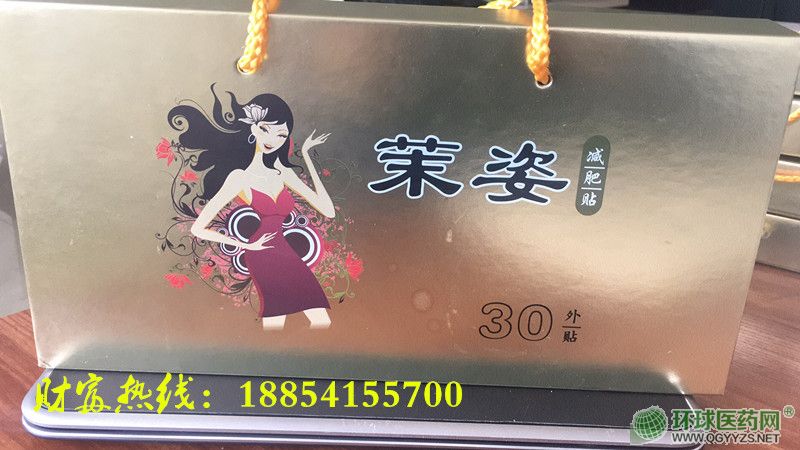 茉姿
减肥贴
30外贴
财富热线：18854155700
环球医药网®
WWW.QGYYZS.NET